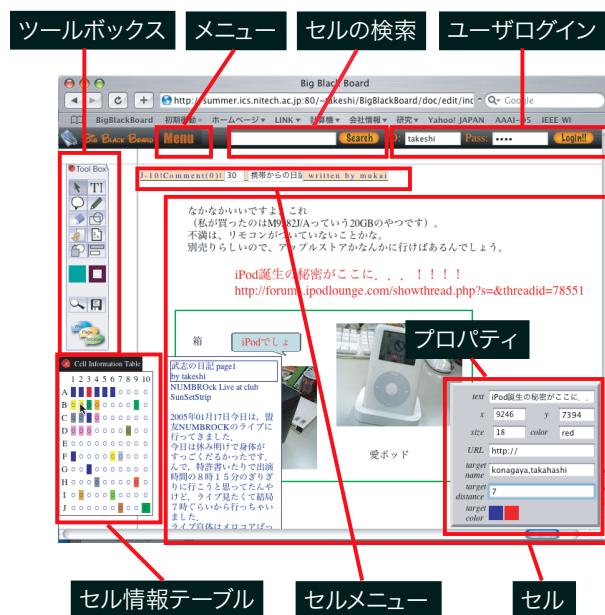 ツールボックス
メニュー
セルの検索
ユーザログイン
Big Black Board
http://summer.ics.nitech.ac.jp:80/~takeshi/BigBlackBoard/doc/edit/inc
Google
BigBlackBoard
ホームページ
LINK
会社情報
研究
Yahoo! JAPAN
AAAI-05
IEEE WI
BIG BLACK BOARD
Menu
Search
ID:
takeshi
Pass:
Login!!
Tool Box
J-10|Comment(0)|
30
携帯からの日記
written by mukai
なかなかいいですよ、これ
（私が買ったのはM9282J/Aっていう20GBのやつです）。
不満は、リモコンがついていないことかな。
別売りらしいので、アップルストアかなんかに行けばあるんでしょう。
iPod誕生の秘密がここに．．．！！！！
http://forums.ipodlounge.com/showthread.php?s=&threadid=78551
箱
iPodでしょ
愛ポッド
プロパティ
text
iPod誕生の秘密がここに．．
x
9246
y
7394
size
18
color
red
URL
http://
target name
konagaya,takahashi
target distance
7
target color
Cell Information Table
1 2 3 4 5 6 7 8 9 10
A
B
C
D
E
F
G
H
I
J
武志の日記 page1
by takeshi
NUMBROck Live at club
SunSetStrip
2005年01月17日今日は，盟
友NUMBROCKのライブに
行ってきました．
今日は休み明けで身体が
すっごくだるかったです．
んで，特許書いたりで出演
時間の８時１５分のぎりぎ
りに行こうと思ってたんや
けど，ライブ見たくて結局
７時ぐらいから行っちゃい
ました．
ライブ自体はメロコアぱっ
セル情報テーブル
セルメニュー
セル